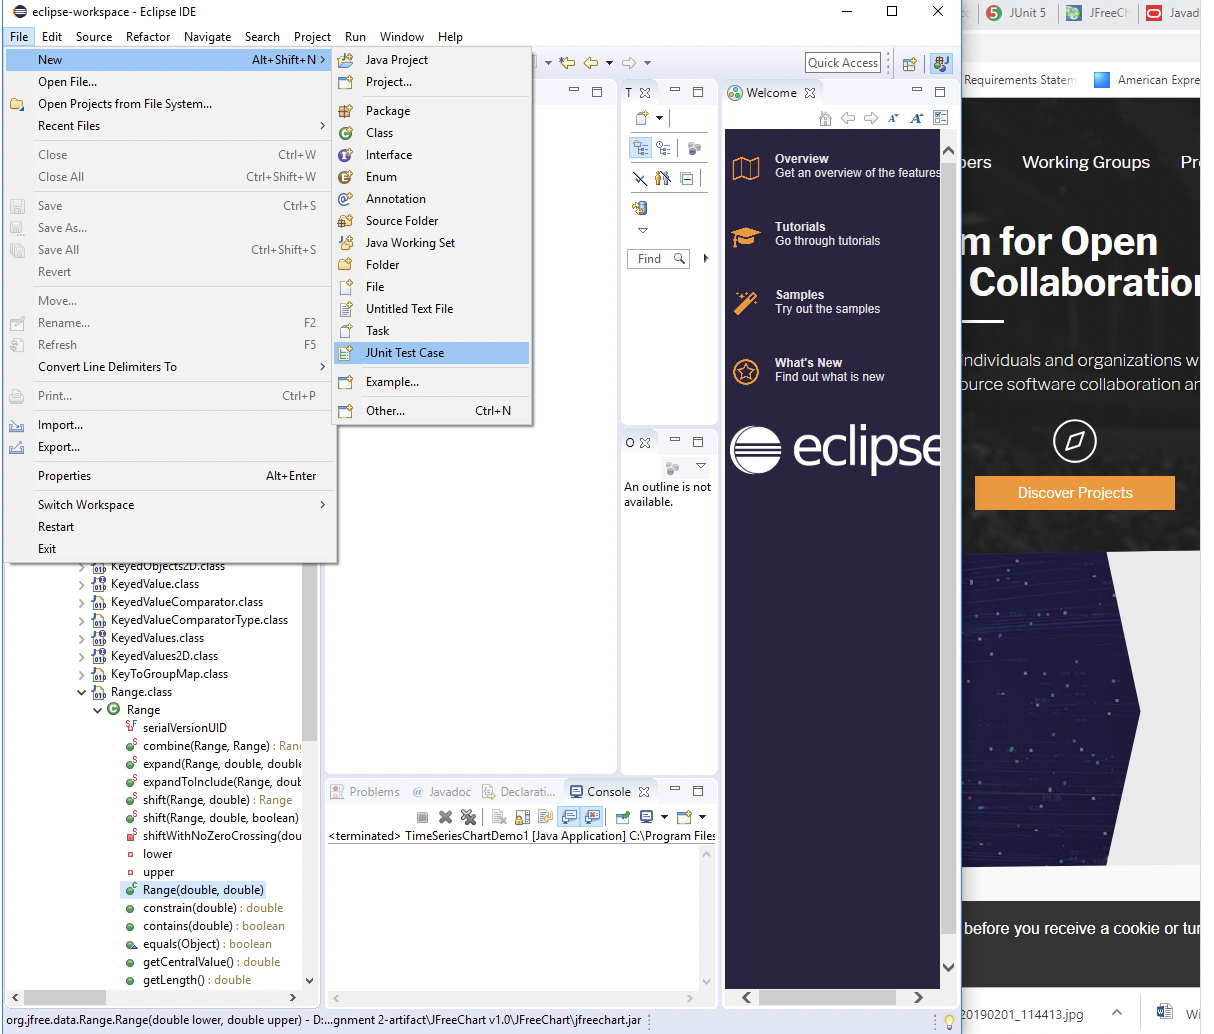 eclipse-workspace - Eclipse IDE
File Edit Source Refactor Navigate Search Project Run Window Help
New Alt+Shift+N >
Open File...
Open Projects from File System...
Recent Files >
Close Ctrl+W
Close All Ctrl+Shift+W
Save Ctrl+S
Save As...
Save All Ctrl+Shift+S
Revert
Move...
Rename... F2
Refresh F5
Convert Line Delimiters To >
Print... Ctrl+P
Import...
Export...
Properties Alt+Enter
Switch Workspace >
Restart
Exit
Java Project
Project...
Package
Class
Interface
Enum
Annotation
Source Folder
Java Working Set
Folder
File
Untitled Text File
Task
JUnit Test Case
Example...
Other... Ctrl+N
KeyedObjects2D.class
KeyedValue.class
KeyedValueComparator.class
KeyedValueComparatorType.class
KeyedValues.class
KeyedValues2D.class
KeyToGroupMap.class
Range.class
Range
serialVersionUID
combine(Range, Range) : Rang
expand(Range, double, double
expandToInclude(Range, doub
shift(Range, double) : Range
shift(Range, double, boolean)
shiftWithNoZeroCrossing(dou
lower
upper
Range(double, double)
constrain(double) : double
contains(double) : boolean
equals(Object) : boolean
getCentralValue() : double
getLength() : double
Quick Access
T
Find
O
An outline is not
available.
Problems @ Javadoc Declarati... Console
<terminated> TimeSeriesChartDemo1 [Java Application] C:\Program Files
Welcome
Overview
Get an overview of the features
Tutorials
Go through tutorials
Samples
Try out the samples
What's New
Find out what is new
eclipse
org.jfree.data.Range.Range(double lower, double upper) - D:...gnment 2-artifact\JFreeChart v1.0\JFreeChart\jfreechart.jar
5 JUnit 5 JFreeCh Javad
Requirements Statem American Expre
bers Working Groups Pr
m for Open
Collaboration
individuals and organizations w
ource software collaboration an
Discover Projects
before you receive a cookie or tur
20190201_114413.jpg Wi